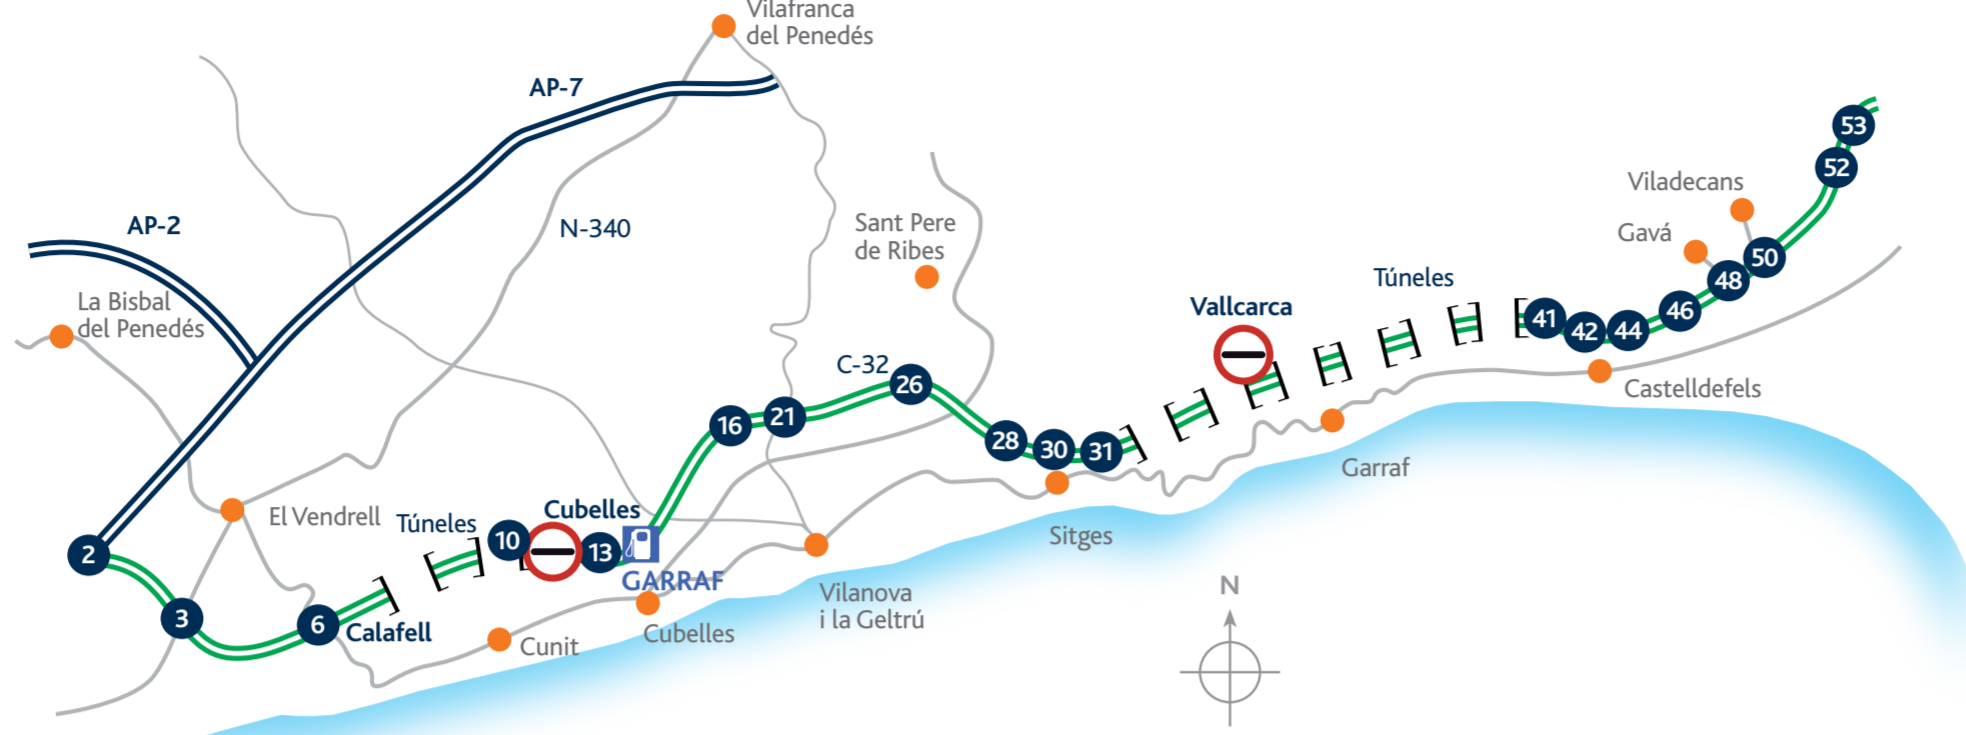 Vilafranca
del Penedés
AP-7
AP-2
N-340
La Bisbal
del Penedés
Sant Pere
de Ribes
C-32
Vallcarca
Túneles
Viladecans
Gavá
53
52
50
48
46
44
42
41
Castelldefels
Garraf
26
16
21
28
30
31
Sitges
El Vendrell
Túneles
Cubelles
10
13
GARRAF
2
3
6
Calafell
Cunit
Cubelles
Vilanova
i la Geltrú
N